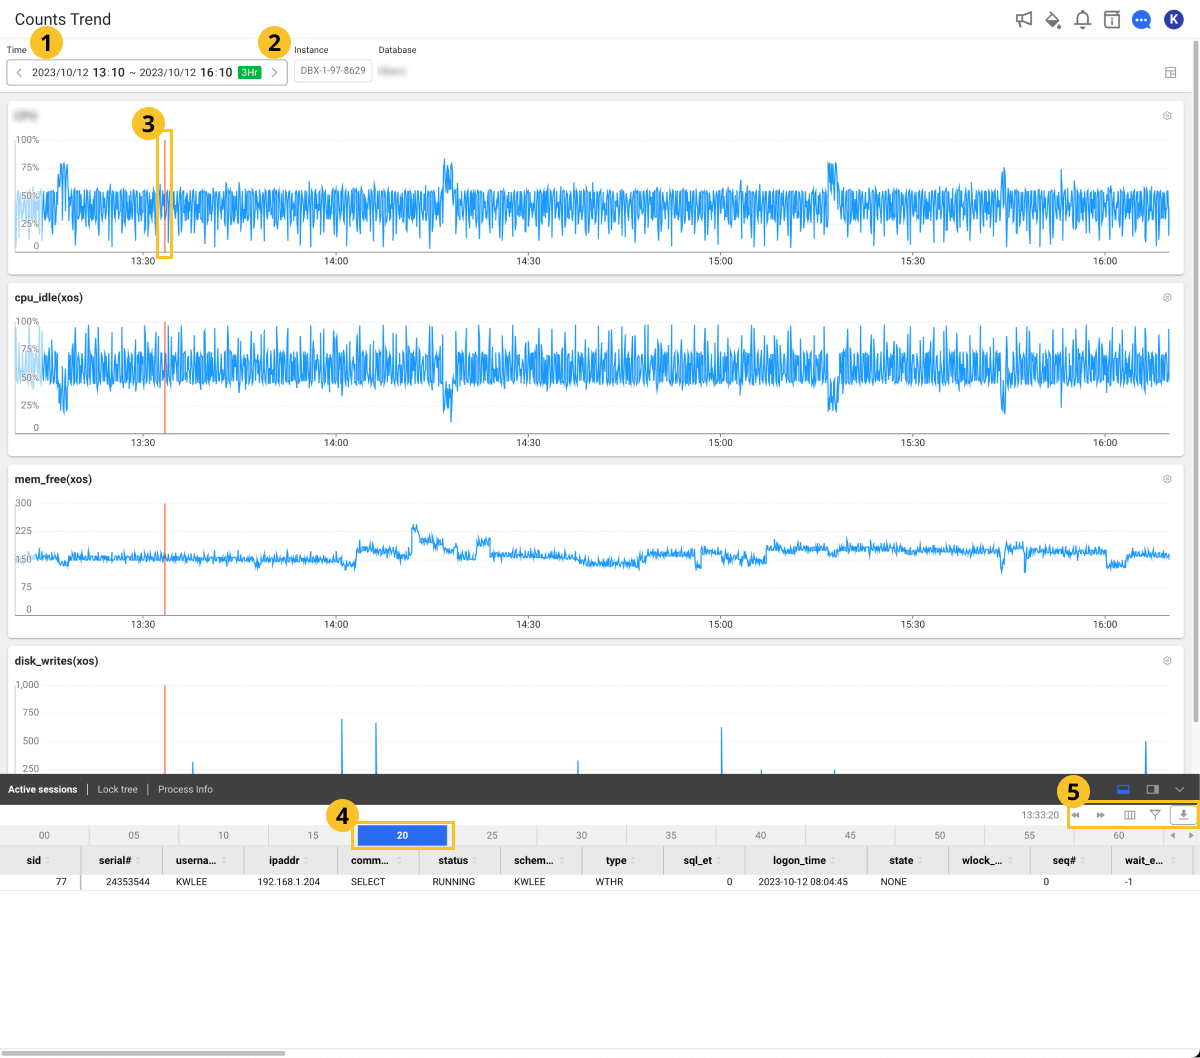 Counts Trend
K
1
2
Time
Instance
Database
2023/10/12 13:10 ~ 2023/10/12 16:10 3Hr
DBX-1-97-8629
3
100%
75%
50%
25%
0
13:30 14:00 14:30 15:00 15:30 16:00
cpu_idle(xos)
100%
75%
50%
25%
0
13:30 14:00 14:30 15:00 15:30 16:00
mem_free(xos)
300
225
150
75
0
13:30 14:00 14:30 15:00 15:30 16:00
disk_writes(xos)
1,000
750
500
250
Active sessions Lock tree Process Info
4
5
13:33:20
00 05 10 15 20 25 30 35 40 45 50 55 60
sid serial# userna... ipaddr comm... status schem... type sql_et logon_time state wlock_... seq# wait_e...
77 24353544 KWLEE 192.168.1.204 SELECT RUNNING KWLEE WTHR 0 2023-10-12 08:04:45 NONE 0 -1